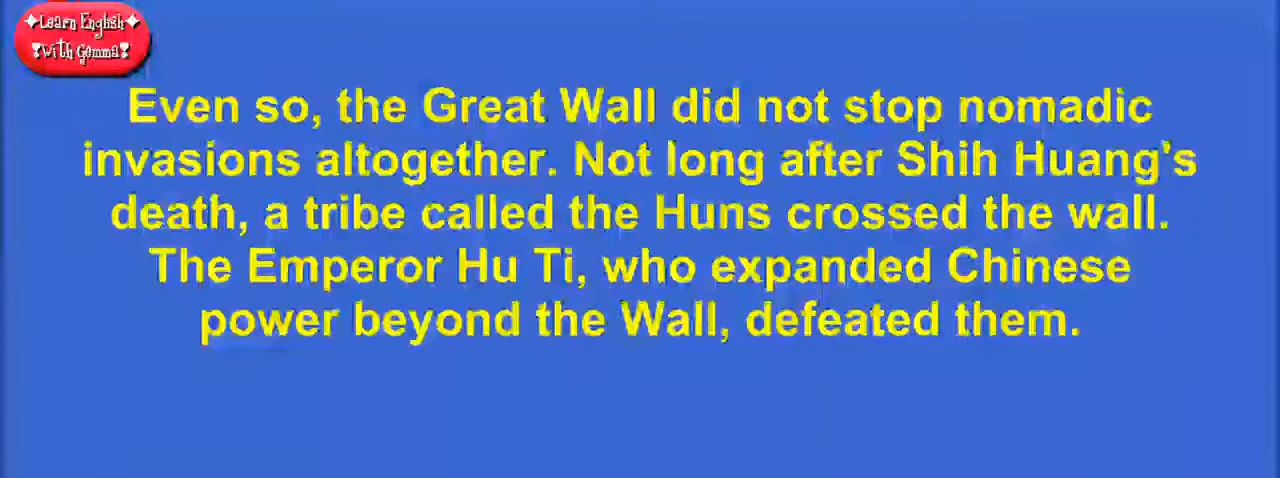 Learn English
With Gemma
Even so, the Great Wall did not stop nomadic
invasions altogether. Not long after Shih Huang's
death, a tribe called the Huns crossed the wall.
The Emperor Hu Ti, who expanded Chinese
power beyond the Wall, defeated them.